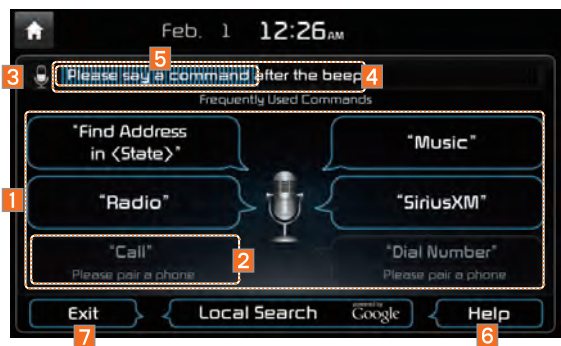 Feb. 1 12:26AM
5
3 Please say a command after the beep 4
Frequently Used Commands
"Find Address
in <State>"
"Music"
1 "Radio"
"SiriusXM"
"Call"
Please pair a phone
2
"Dial Number"
Please pair a phone
Exit
Local Search powered by Google
Help
7
6